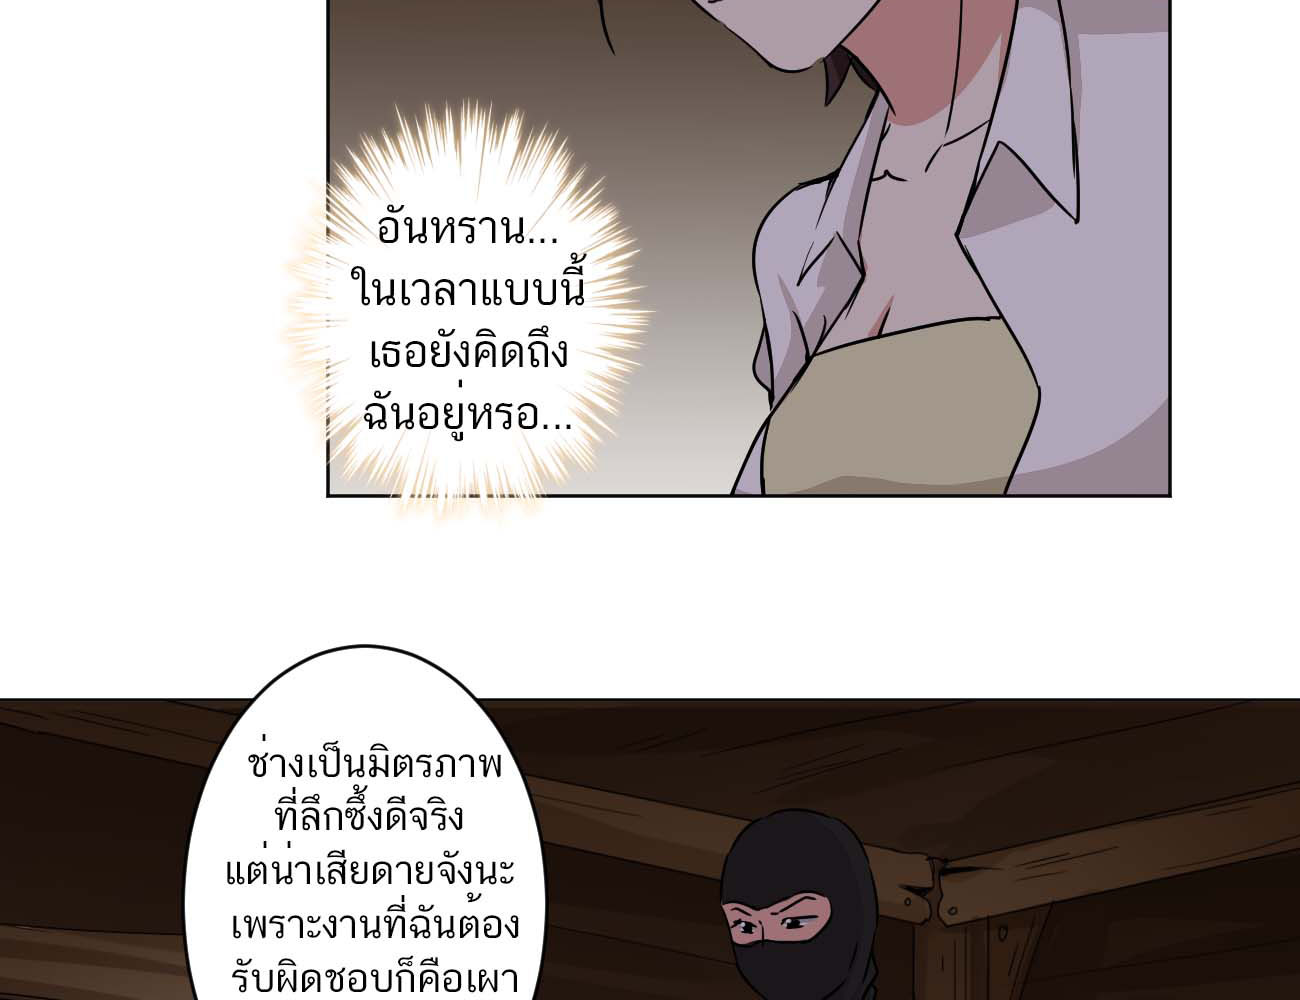 อันหราน...
ในเวลาแบบนี้
เธอยังคิดถึง
ฉันอยู่หรอ...
ช่างเป็นมิตรภาพ
ที่ลึกซึ้งดีจริง
แต่น่าเสียดายจังนะ
เพราะงานที่ฉันต้อง
รับผิดชอบก็คือเผา